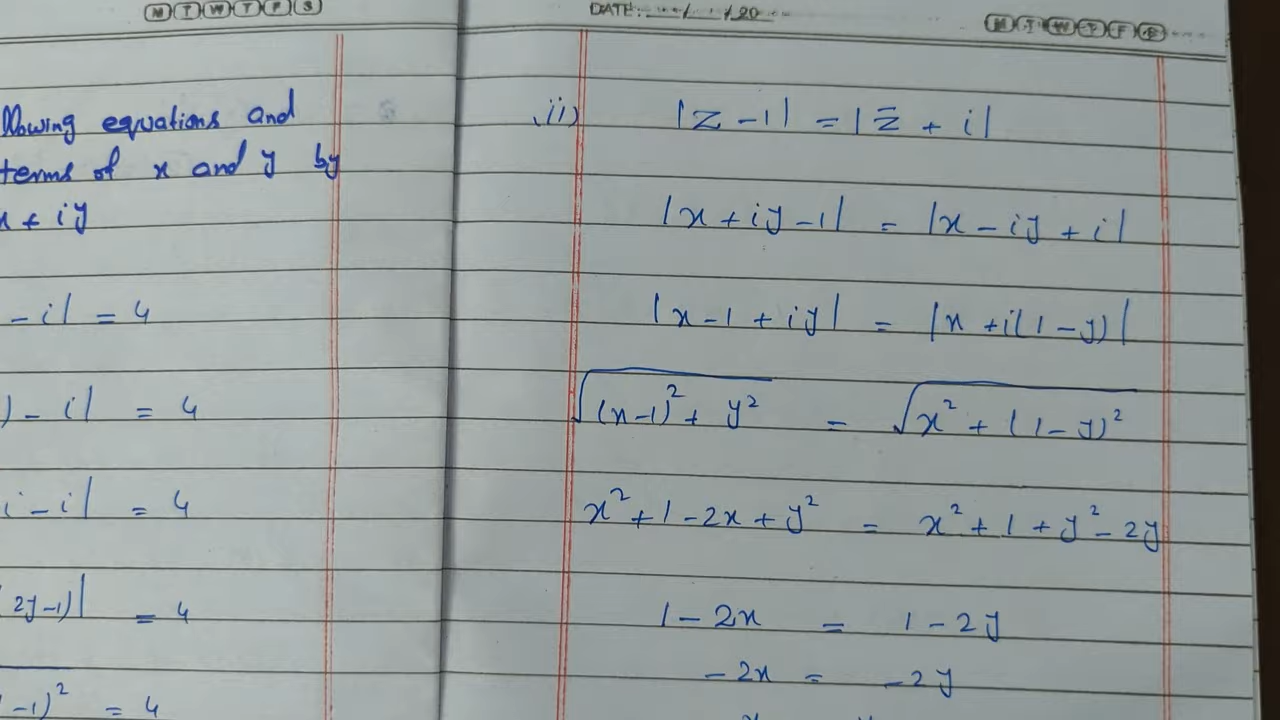 M T W T F S
DATE:
M T W T F S
llowing equations and
terms of x and y by
x + iy
- i| = 4
) - i| = 4
i - i| = 4
2y-1)| = 4
-1)² = 4
ii) |z - 1| = |z̄ + i|
|x + iy - 1| = |x - iy + i|
|x - 1 + iy| = |x + i(1 - y)|
√((x-1)² + y²) = √(x² + (1 - y)²)
x² + 1 - 2x + y² = x² + 1 + y² - 2y
1 - 2x = 1 - 2y
-2x = -2y